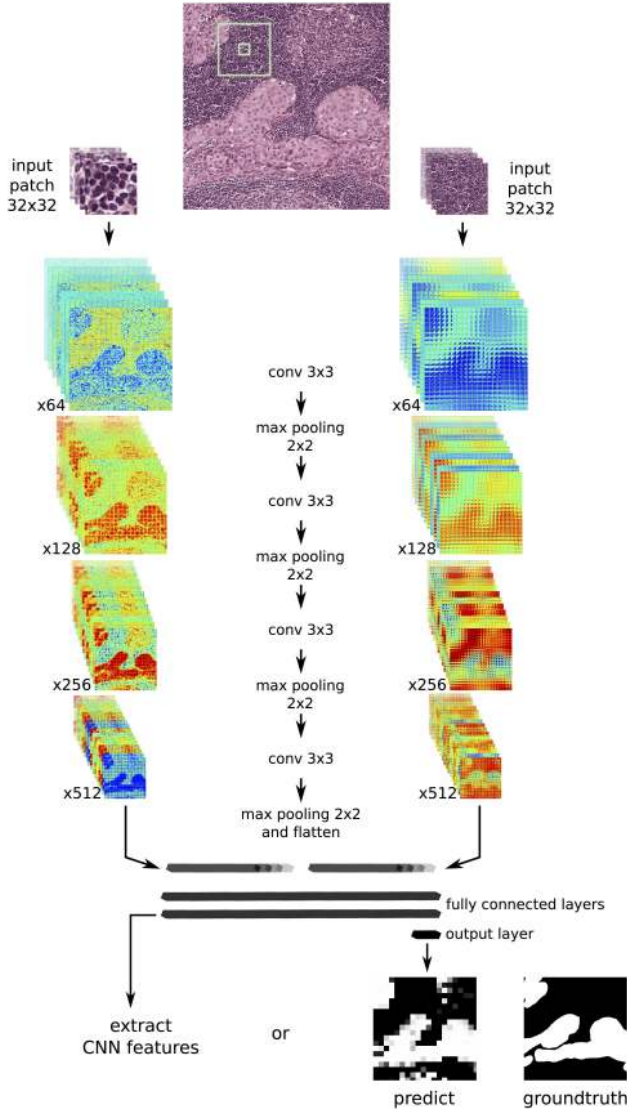 input
patch
32x32
input
patch
32x32
x64
conv 3x3
x64
max pooling
2x2
x128
conv 3x3
x128
max pooling
2x2
x256
conv 3x3
x256
max pooling
2x2
x512
conv 3x3
x512
max pooling 2x2
and flatten
fully connected layers
output layer
extract
CNN features
or
predict
groundtruth